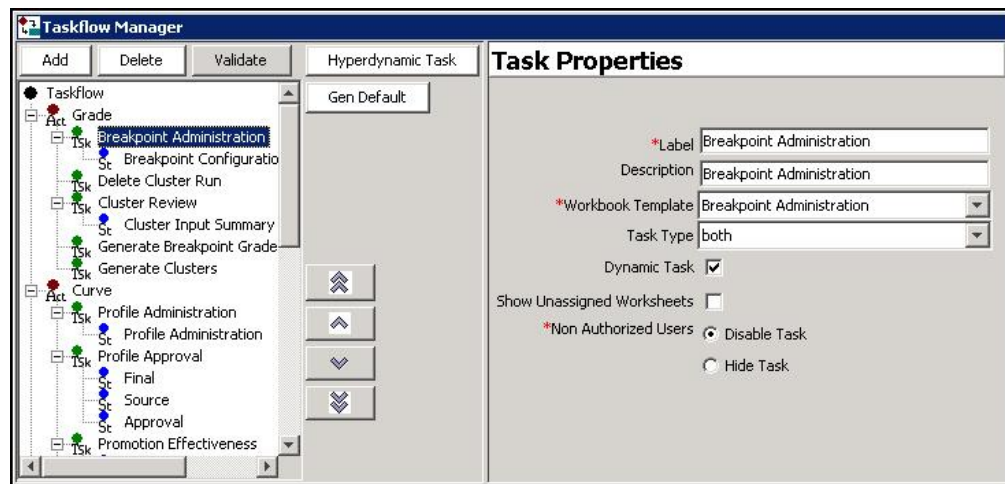 Taskflow Manager
Add Delete Validate Hyperdynamic Task
Gen Default
Taskflow
Act Grade
Tsk Breakpoint Administration
St Breakpoint Configuratio
Tsk Delete Cluster Run
Tsk Cluster Review
St Cluster Input Summary
Tsk Generate Breakpoint Grade
Tsk Generate Clusters
Act Curve
Tsk Profile Administration
St Profile Administration
Tsk Profile Approval
St Final
St Source
St Approval
Tsk Promotion Effectiveness
Task Properties
*Label Breakpoint Administration
Description Breakpoint Administration
*Workbook Template Breakpoint Administration
Task Type both
Dynamic Task
Show Unassigned Worksheets
*Non Authorized Users Disable Task
Hide Task